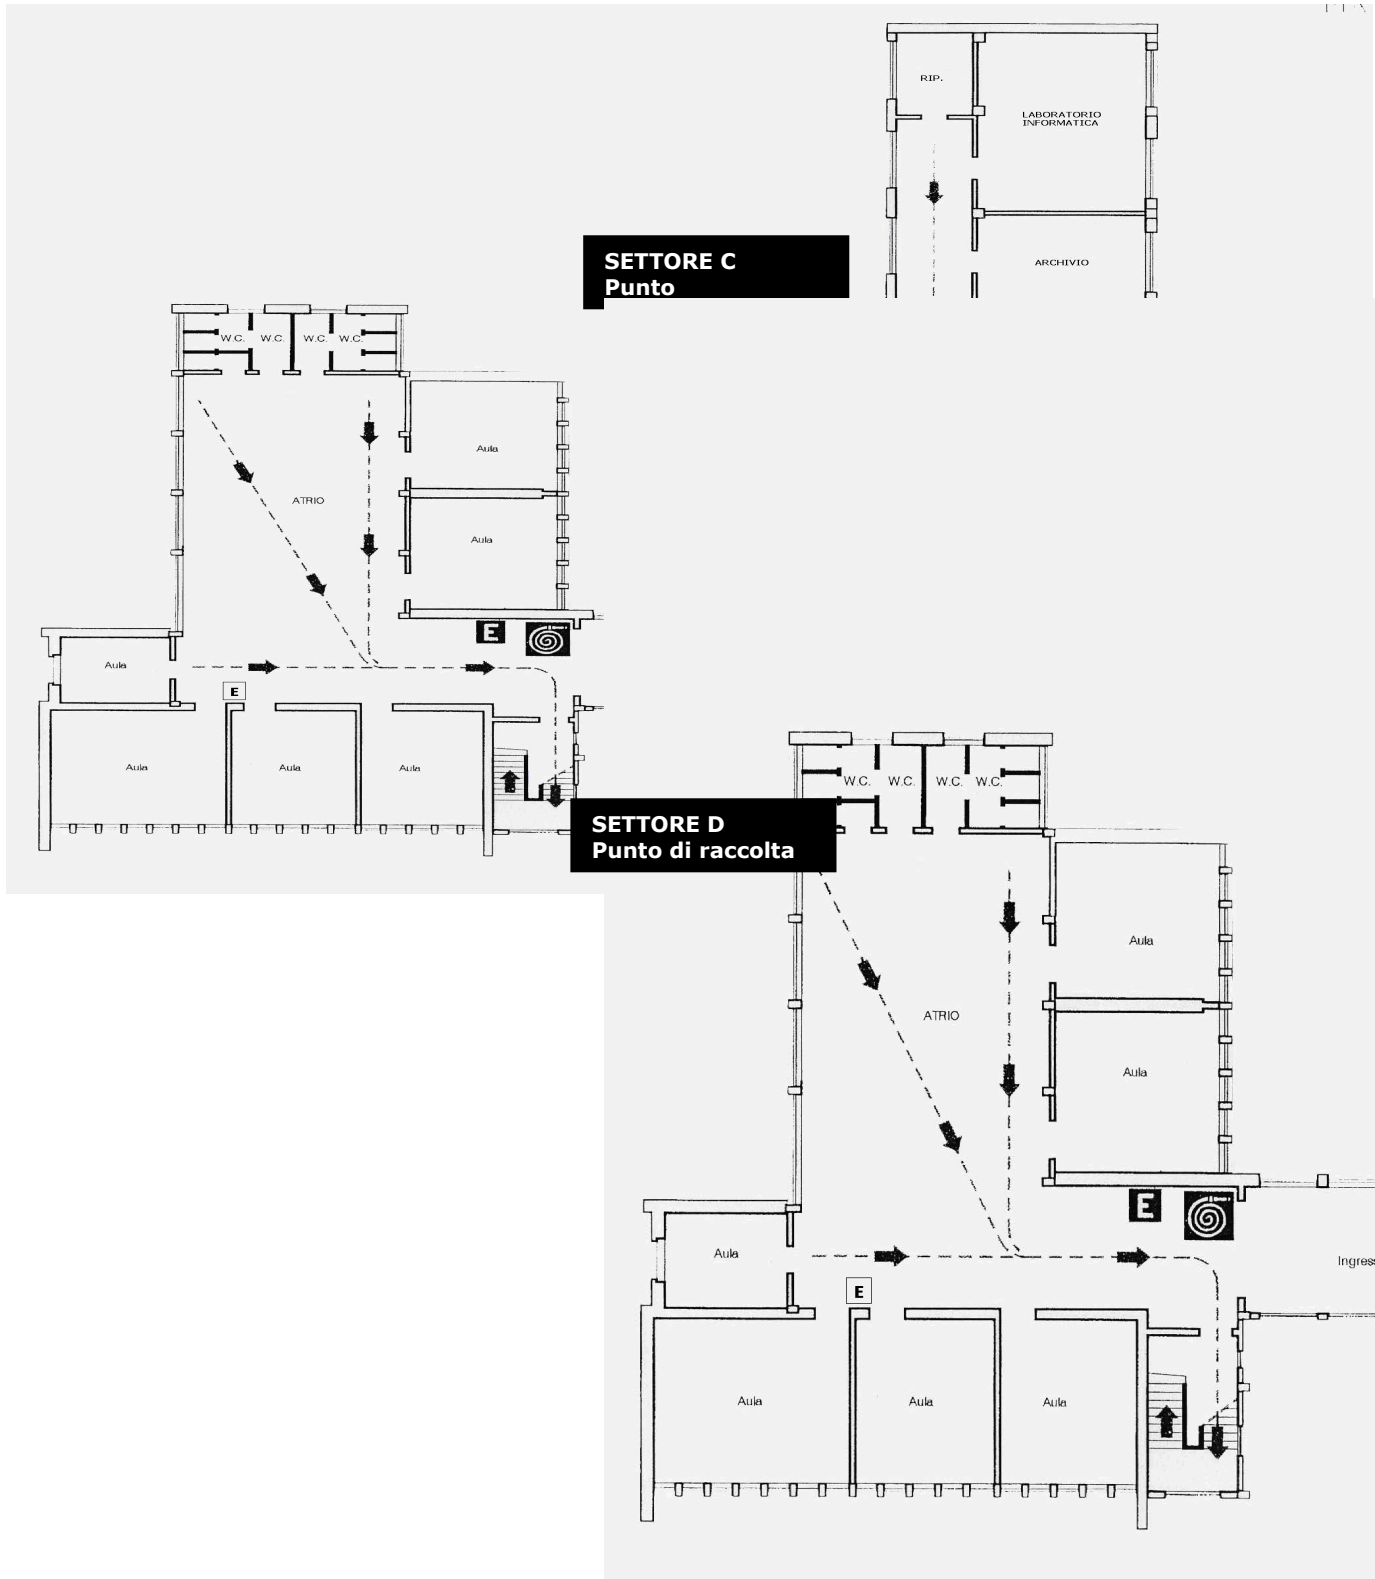 RIP.
LABORATORIO
INFORMATICA
SETTORE C
Punto
ARCHIVIO
W.C. W.C. W.C. W.C.
Aula
ATRIO
Aula
E
Aula
E
Aula Aula Aula
W.C. W.C. W.C. W.C.
SETTORE D
Punto di raccolta
Aula
ATRIO
Aula
E
Aula
Ingress
E
Aula Aula Aula